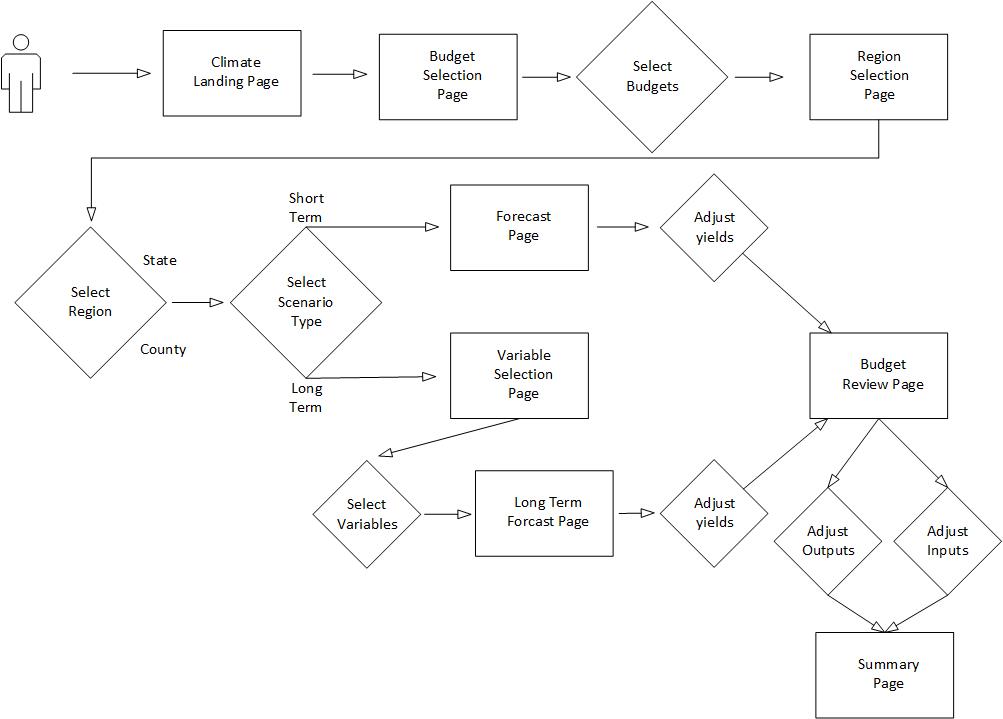 Climate
Landing Page
Budget
Selection
Page
Select
Budgets
Region
Selection
Page
Select
Region
State
County
Select
Scenario
Type
Short
Term
Forecast
Page
Adjust
yields
Long
Term
Variable
Selection
Page
Select
Variables
Long Term
Forcast Page
Adjust
yields
Budget
Review Page
Adjust
Outputs
Adjust
Inputs
Summary
Page